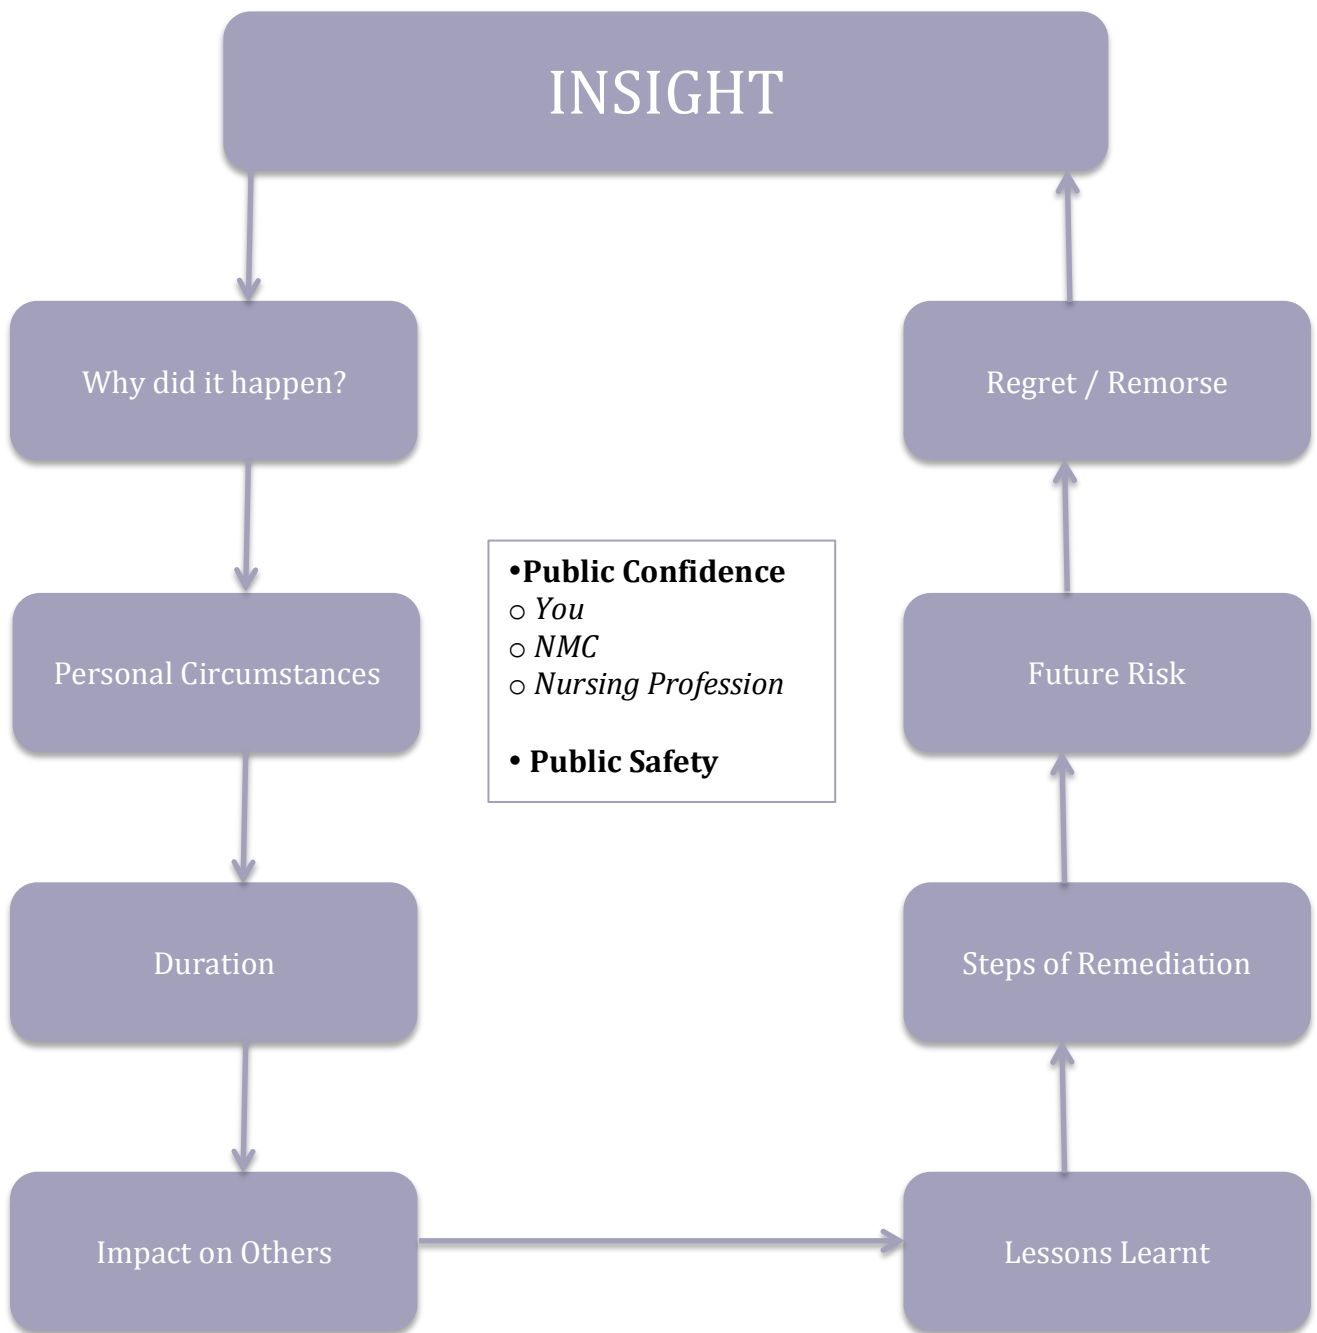 INSIGHT
Why did it happen?
Personal Circumstances
Duration
Impact on Others
•Public Confidence
o You
o NMC
o Nursing Profession
• Public Safety
Regret / Remorse
Future Risk
Steps of Remediation
Lessons Learnt